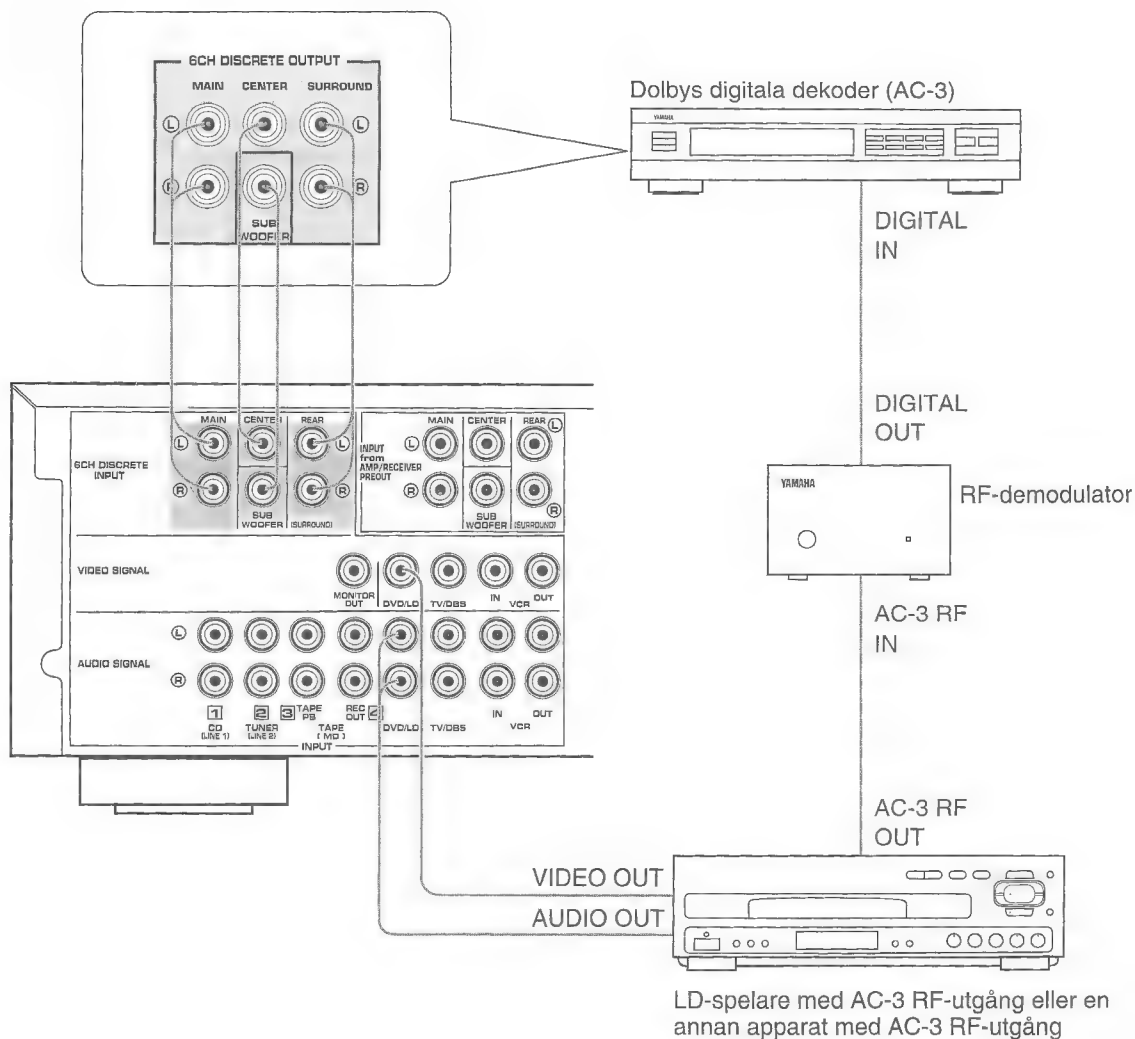 6CH DISCRETE OUTPUT
MAIN CENTER SURROUND
L L
R R
SUB
WOOFER
Dolbys digitala dekoder (AC-3)
YAMAHA
DIGITAL
IN
DIGITAL
OUT
YAMAHA
RF-demodulator
AC-3 RF
IN
AC-3 RF
OUT
6CH DISCRETE
INPUT
MAIN CENTER REAR
L L
R R
SUB
WOOFER (SURROUND)
INPUT
from
AMP/RECEIVER
PREOUT
MAIN CENTER REAR
L L
R R
SUB
WOOFER (SURROUND)
VIDEO SIGNAL
MONITOR
OUT DVD/LD TV/DBS IN VCR OUT
AUDIO SIGNAL
L
R
1 2 3 TAPE PB REC OUT 4 IN OUT
CD TUNER TAPE DVD/LD TV/DBS VCR
(LINE 1) (LINE 2) [ MD ]
INPUT
VIDEO OUT
AUDIO OUT
LD-spelare med AC-3 RF-utgång eller en
annan apparat med AC-3 RF-utgång